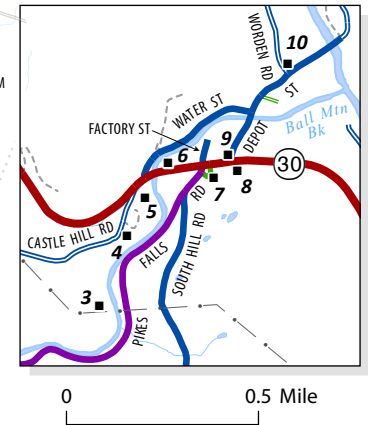 WORDEN RD
10
M
WATER ST
ST
Ball Mtn
Bk
FACTORY ST
9
DEPOT
6
30
7
8
RD
5
CASTLE HILL RD
4
FALLS
SOUTH HILL RD
3
PIKES
0
0.5 Mile